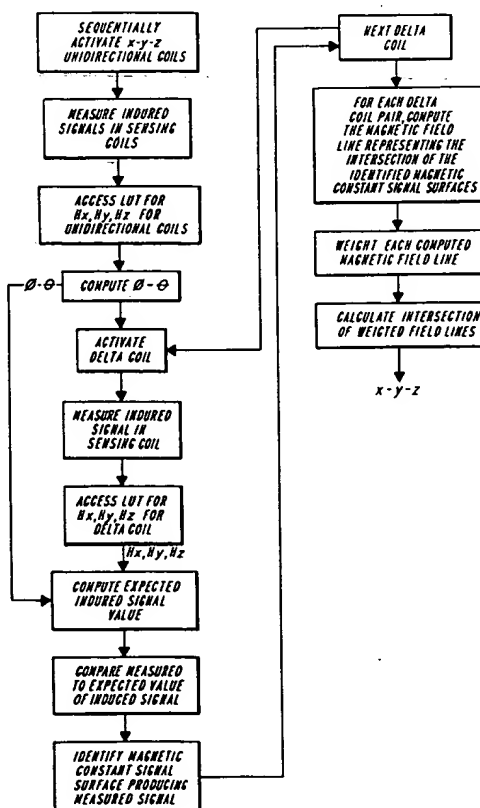 SEQUENTIALLY
ACTIVATE x-y-z
UNIDIRECTIONAL COILS
MEASURE INDURED
SIGNALS IN SENSING
COILS
ACCESS LUT FOR
Hx,Hy,Hz FOR
UNIDIRECTIONAL COILS
Ø-Θ
COMPUTE Ø-Θ
ACTIVATE
DELTA COIL
MEASURE INDURED
SIGNAL IN
SENSING COIL
ACCESS LUT FOR
Hx,Hy,Hz FOR
DELTA COIL
Hx,Hy,Hz
COMPUTE EXPECTED
INDURED SIGNAL
VALUE
COMPARE MEASURED
TO EXPECTED VALUE
OF INDUCED SIGNAL
IDENTIFY MAGNETIC
CONSTANT SIGNAL
SURFACE PRODUCING
MEASURED SIGNAL
NEXT DELTA
COIL
FOR EACH DELTA
COIL PAIR, COMPUTE
THE MAGNETIC FIELD
LINE REPRESENTING THE
INTERSECTION OF THE
IDENTIFIED MAGNETIC
CONSTANT SIGNAL SURFACES
WEIGHT EACH COMPUTED
MAGNETIC FIELD LINE
CALCULATE INTERSECTION
OF WEIGTED FIELD LINES
x-y-z